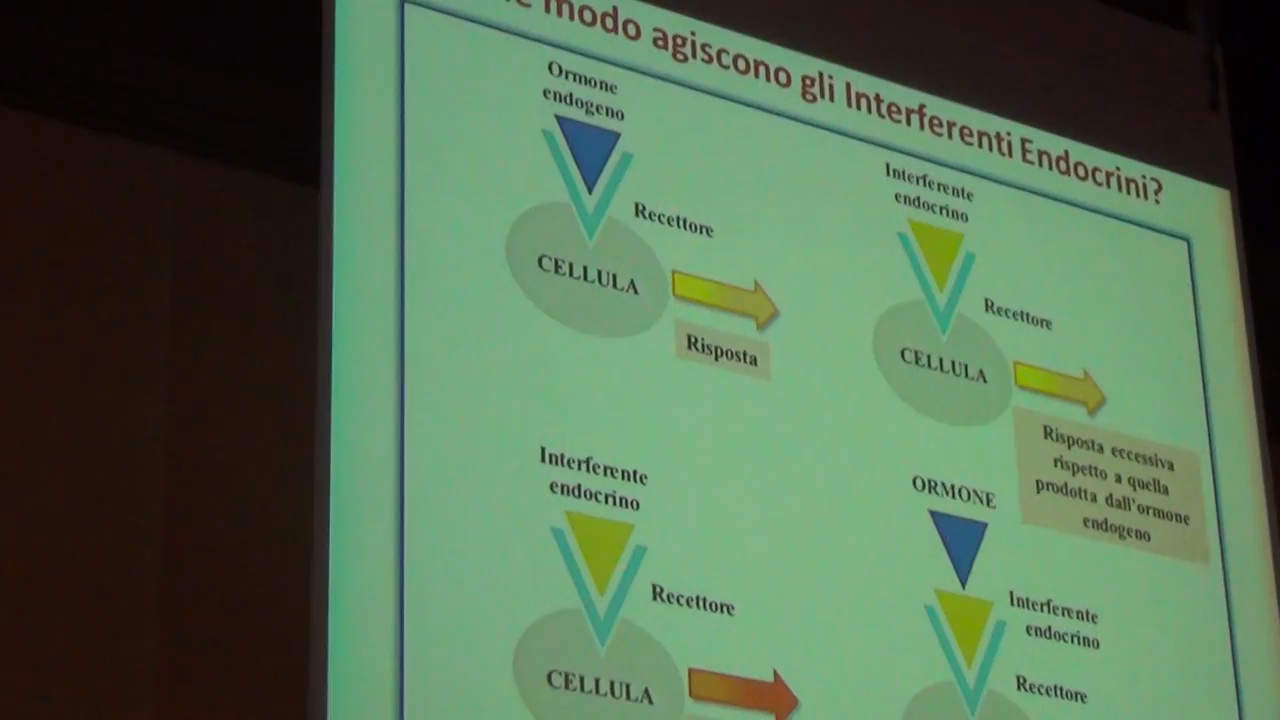 modo agiscono gli Interferenti Endocrini?
Ormone
endogeno
Recettore
CELLULA
Risposta
Interferente
endocrino
Recettore
CELLULA
Risposta eccessiva
rispetto a quella
prodotta dall'ormone
endogeno
Interferente
endocrino
Recettore
CELLULA
ORMONE
Interferente
endocrino
Recettore